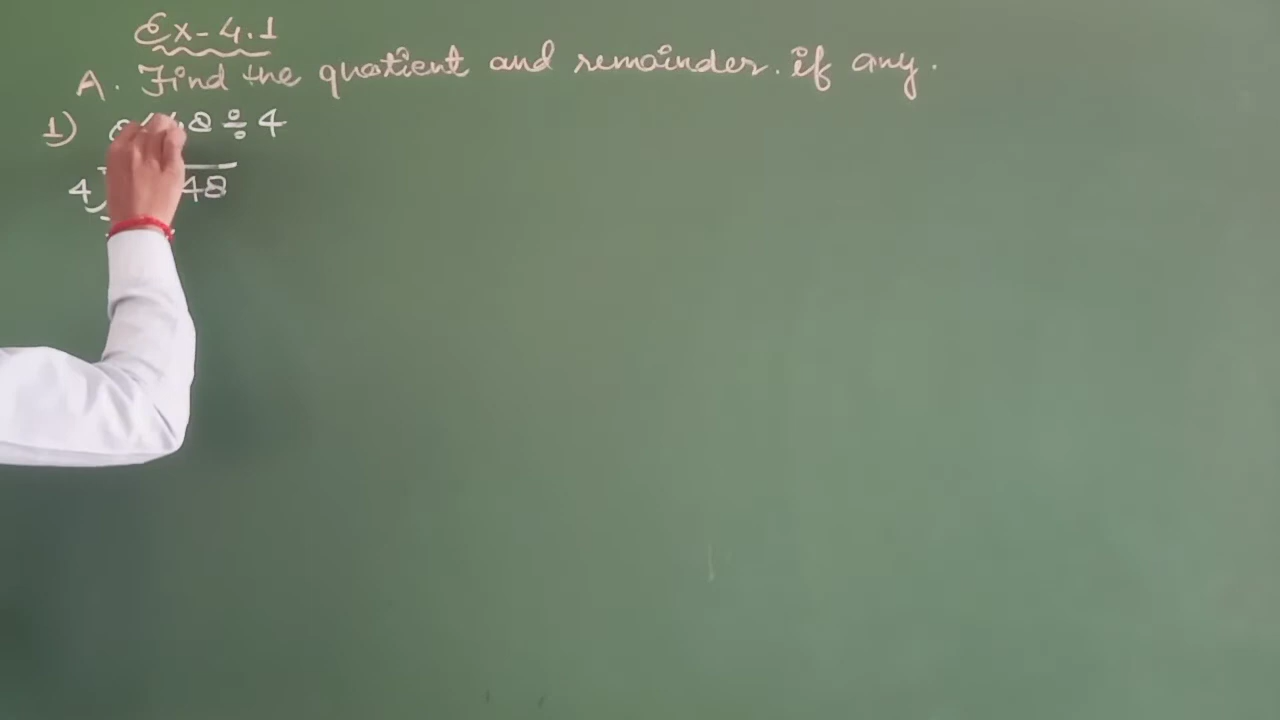 Ex-4.1
A. Find the quotient and remainder. if any.
1) 8 ÷ 4
4 48